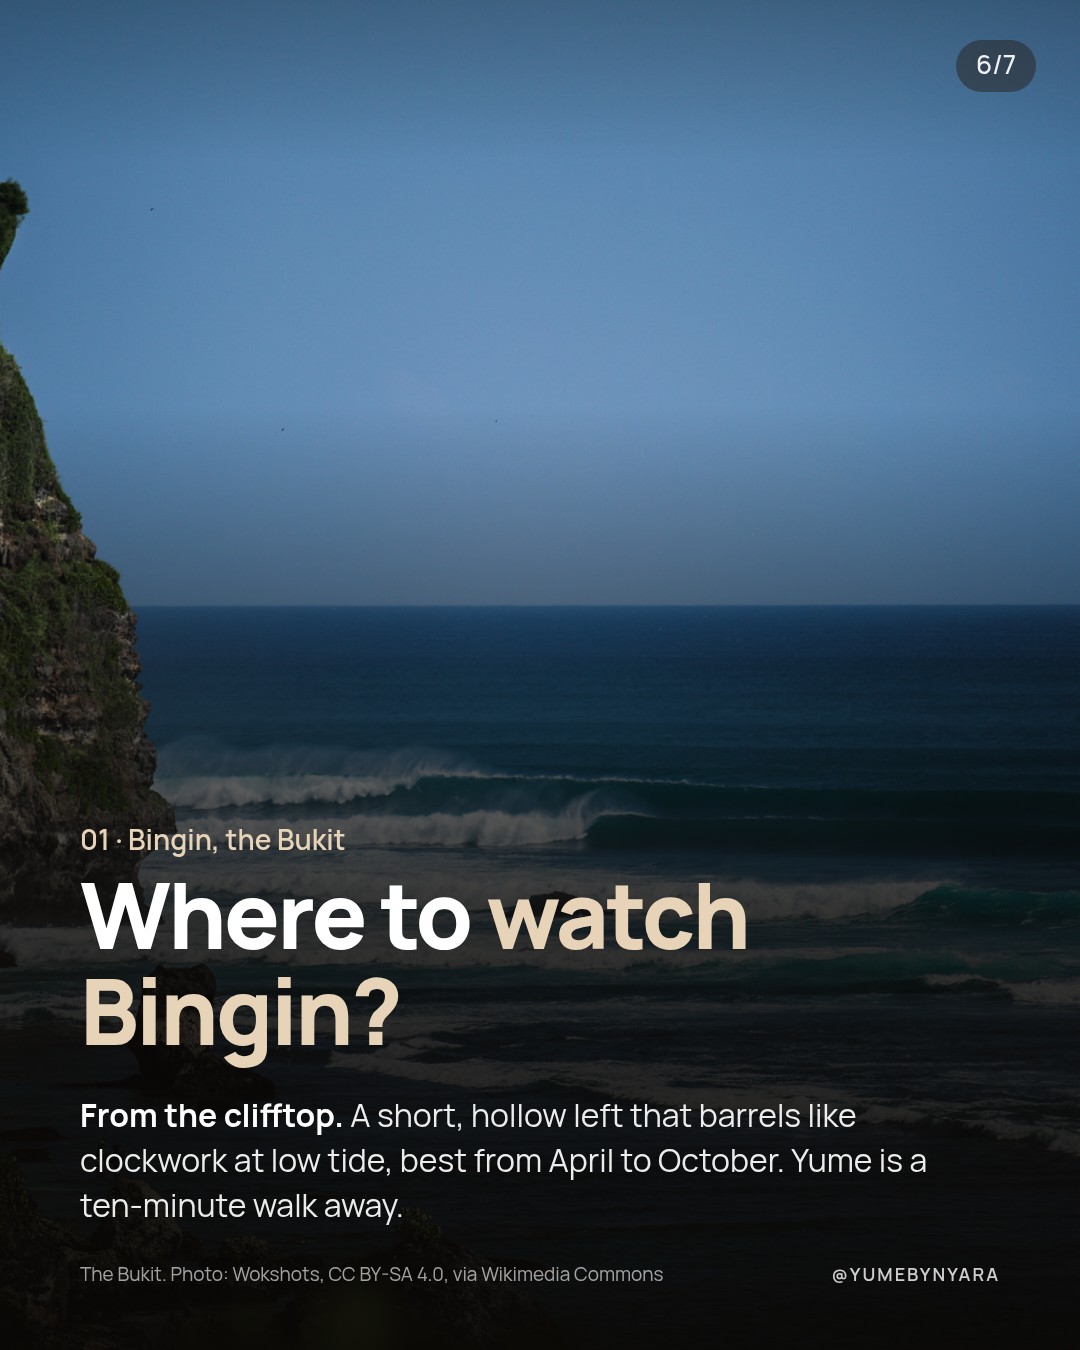 6/7
01 · Bingin, the Bukit
Where to watch
Bingin?
From the clifftop. A short, hollow left that barrels like
clockwork at low tide, best from April to October. Yume is a
ten-minute walk away.
The Bukit. Photo: Wokshots, CC BY-SA 4.0, via Wikimedia Commons
@YUMEBYNYARA